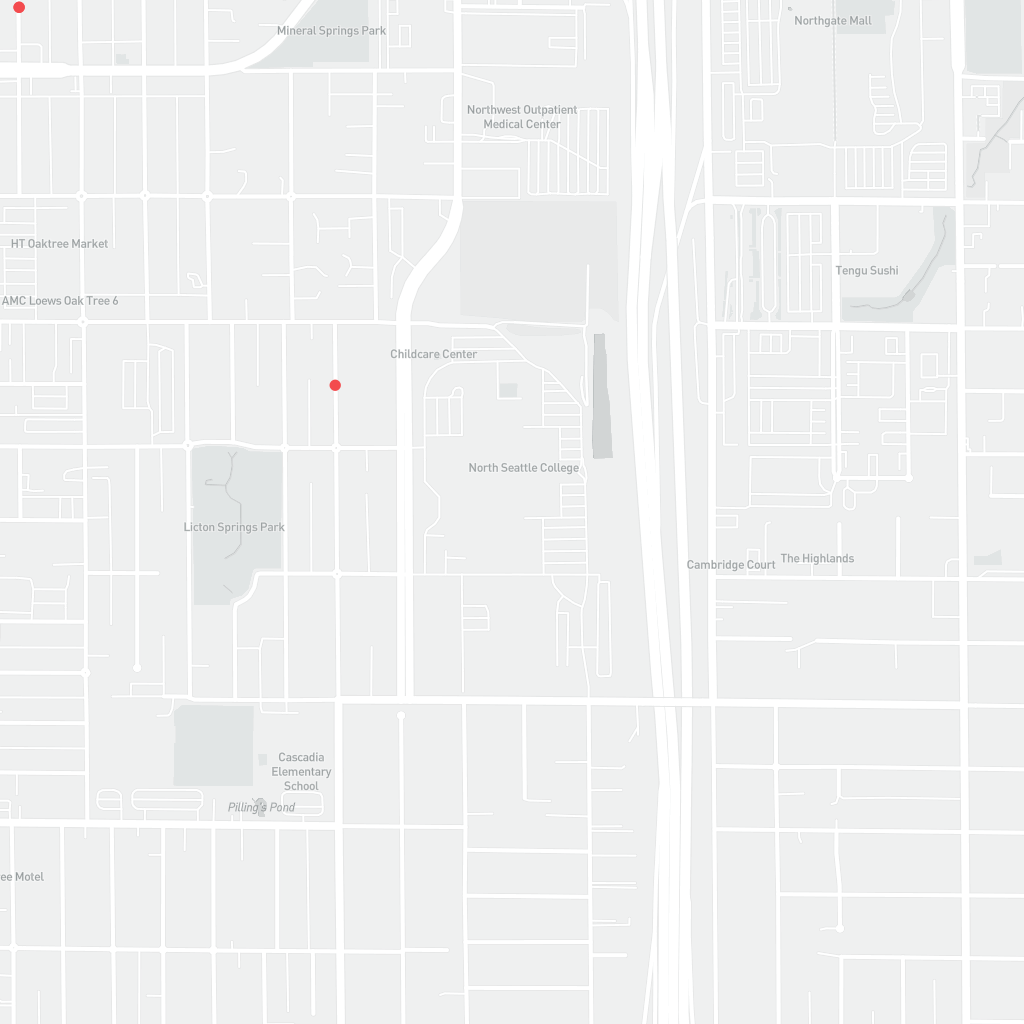 Mineral Springs Park
Northgate Mall
Northwest Outpatient
Medical Center
HT Oaktree Market
Tengu Sushi
AMC Loews Oak Tree 6
Childcare Center
North Seattle College
Licton Springs Park
The Highlands
Cambridge Court
Cascadia
Elementary
School
Pilling's Pond
ee Motel